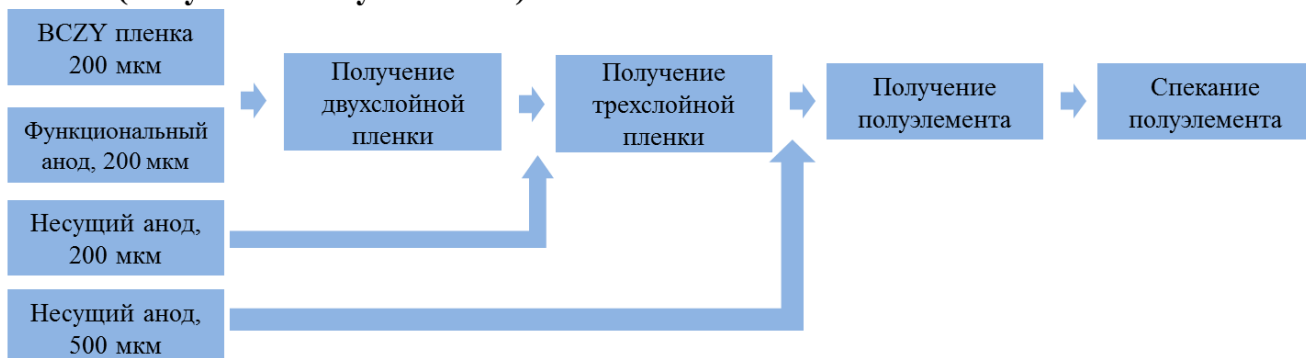 BCZY пленка
200 мкм
Функциональный
анод, 200 мкм
Несущий анод,
200 мкм
Несущий анод,
500 мкм
Получение
двухслойной
пленки
Получение
трехслойной
пленки
Получение
полуэлемента
Спекание
полуэлемента